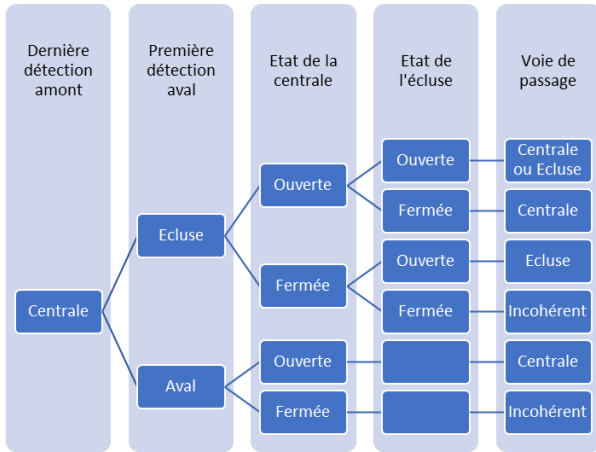 Dernière
détection
amont
Première
détection
aval
Etat de la
centrale
Etat de
l'écluse
Voie de
passage
Centrale
Ecluse
Aval
Ouverte
Fermée
Ouverte
Fermée
Ouverte
Fermée
Ouverte
Fermée
Centrale
ou Ecluse
Centrale
Ecluse
Incohérent
Centrale
Incohérent